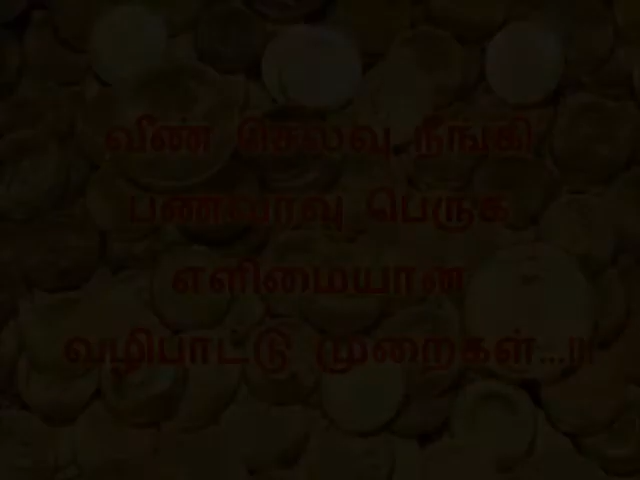 வீண் செலவு நீங்கி
பணவரவு பெருக
எளிமையான
வழிபாட்டு முறைகள்...!!